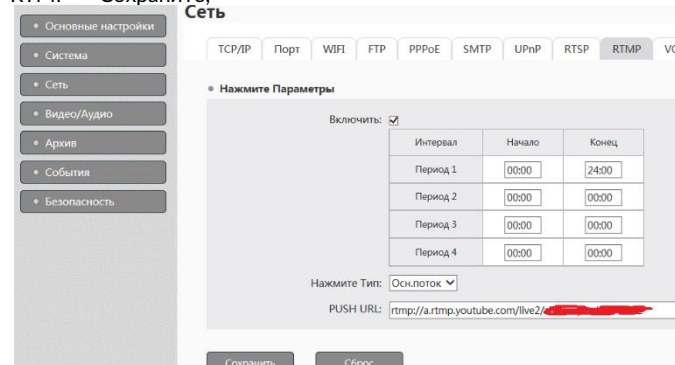 Сохраните,
Сеть
Основные настройки
Система
Сеть
Видео/Аудио
Архив
События
Безопасность
TCP/IP Порт WIFI FTP PPPoE SMTP UPnP RTSP RTMP
Нажмите Параметры
Включить:
Интервал Начало Конец
Период 1 00:00 24:00
Период 2 00:00 00:00
Период 3 00:00 00:00
Период 4 00:00 00:00
Нажмите Тип: Осн.поток
PUSH URL: rtmp://a.rtmp.youtube.com/live2/
Сохранить Сброс